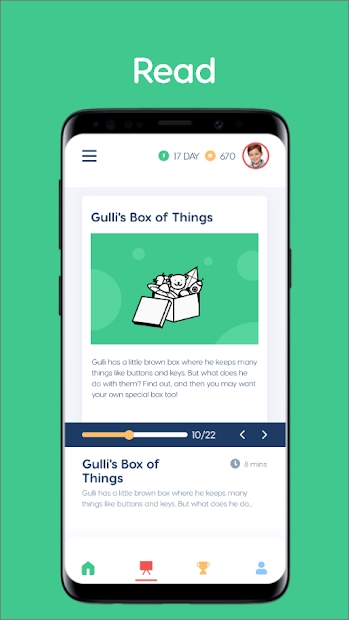 Read
17 DAY 670
Gulli's Box of Things
Gulli has a little brown box where he keeps many
things like buttons and keys. But what does he
do with them? Find out, and then you may want
your own special box too!
10/22
Gulli's Box of
Things
8 mins
Gulli has a little brown box where he keeps many
things like buttons and keys. But what does he do..